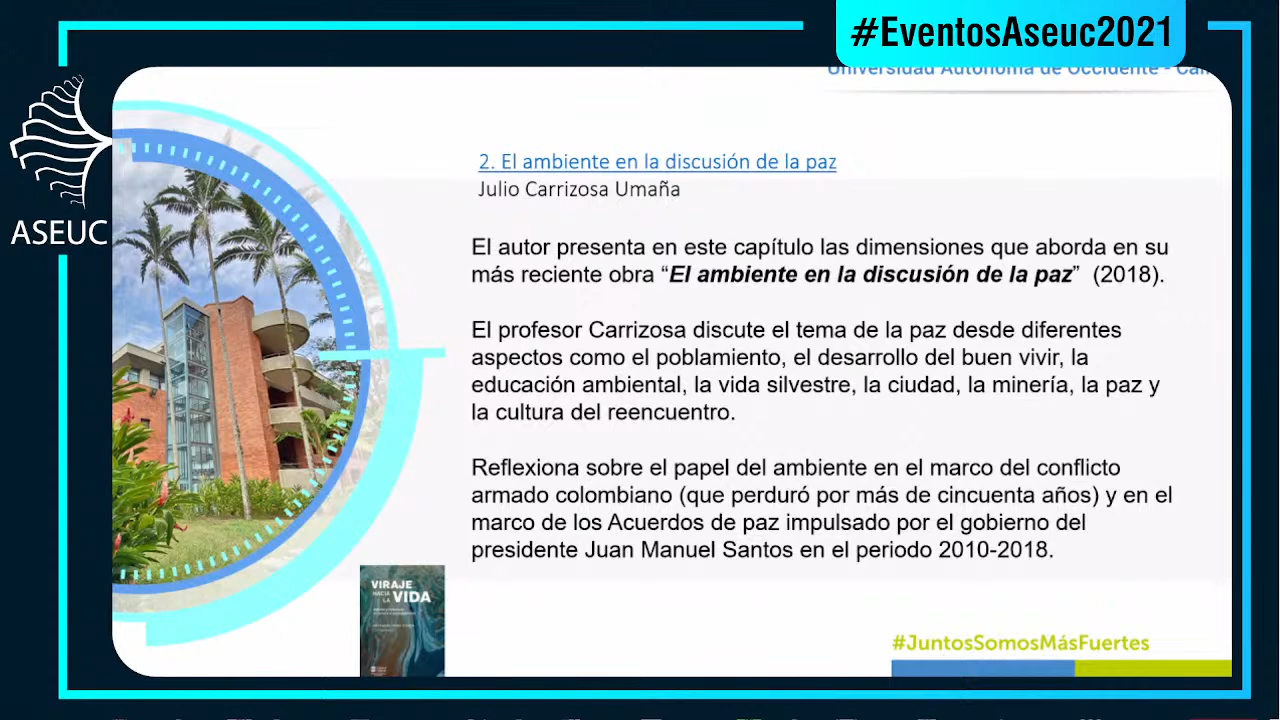 #EventosAseuc2021
Universidad Autónoma de Occidente - Cali
ASEUC
2. El ambiente en la discusión de la paz
Julio Carrizosa Umaña
El autor presenta en este capítulo las dimensiones que aborda en su
más reciente obra “El ambiente en la discusión de la paz” (2018).
El profesor Carrizosa discute el tema de la paz desde diferentes
aspectos como el poblamiento, el desarrollo del buen vivir, la
educación ambiental, la vida silvestre, la ciudad, la minería, la paz y
la cultura del reencuentro.
Reflexiona sobre el papel del ambiente en el marco del conflicto
armado colombiano (que perduró por más de cincuenta años) y en el
marco de los Acuerdos de paz impulsado por el gobierno del
presidente Juan Manuel Santos en el periodo 2010-2018.
VIRAJE
HACIA
LA VIDA
#JuntosSomosMásFuertes